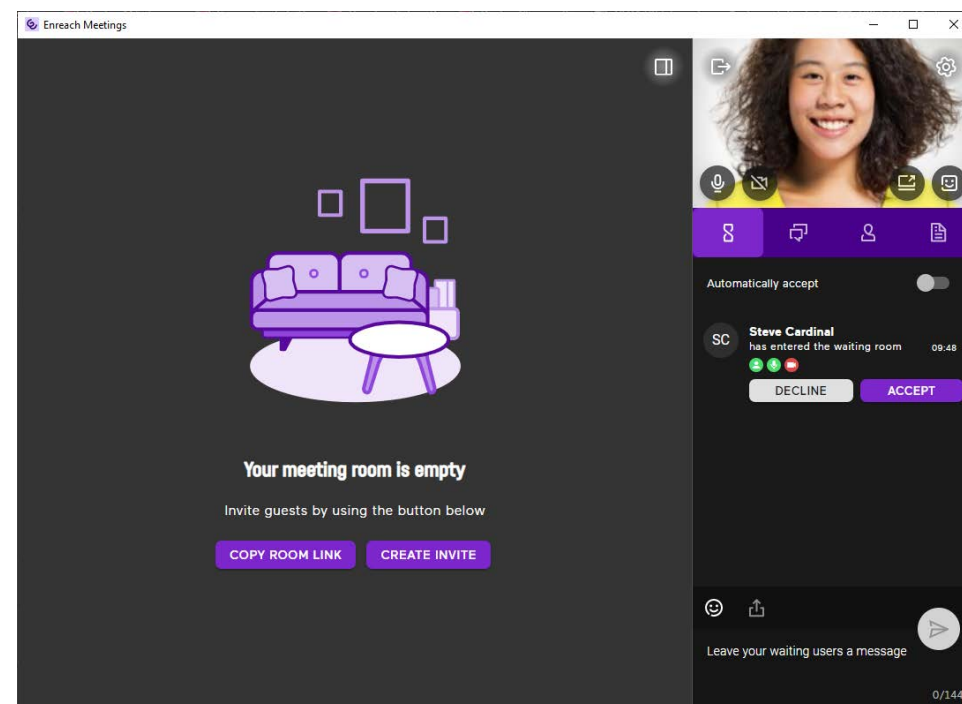 Enreach Meetings
Automatically accept
SC
Steve Cardinal
has entered the waiting room
09:48
DECLINE
ACCEPT
Your meeting room is empty
Invite guests by using the button below
COPY ROOM LINK
CREATE INVITE
Leave your waiting users a message
0/144